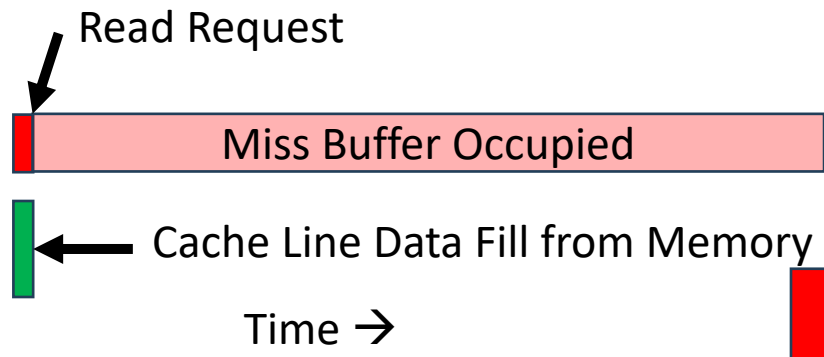 Read Request
Miss Buffer Occupied
Cache Line Data Fill from Memory
Time →